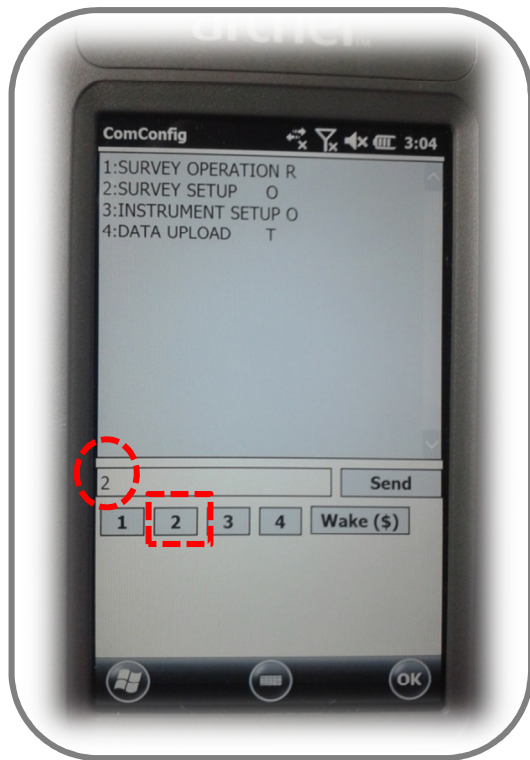 archer
ComConfig 3:04
1:SURVEY OPERATION R
2:SURVEY SETUP O
3:INSTRUMENT SETUP O
4:DATA UPLOAD T
2 Send
1 2 3 4 Wake ($)
OK